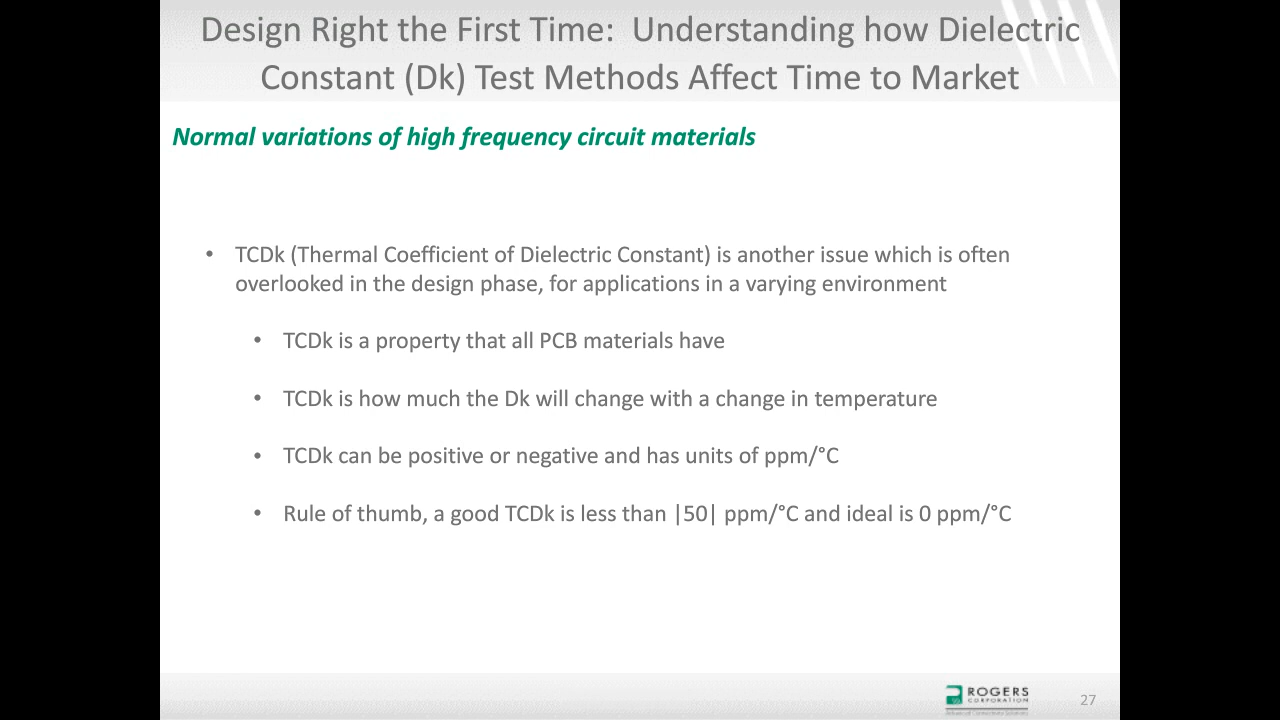 Design Right the First Time:  Understanding how Dielectric
Constant (Dk) Test Methods Affect Time to Market
Normal variations of high frequency circuit materials
• TCDk (Thermal Coefficient of Dielectric Constant) is another issue which is often
overlooked in the design phase, for applications in a varying environment
• TCDk is a property that all PCB materials have
• TCDk is how much the Dk will change with a change in temperature
• TCDk can be positive or negative and has units of ppm/°C
• Rule of thumb, a good TCDk is less than |50| ppm/°C and ideal is 0 ppm/°C
ROGERS
CORPORATION
Advanced Connectivity Solutions
27